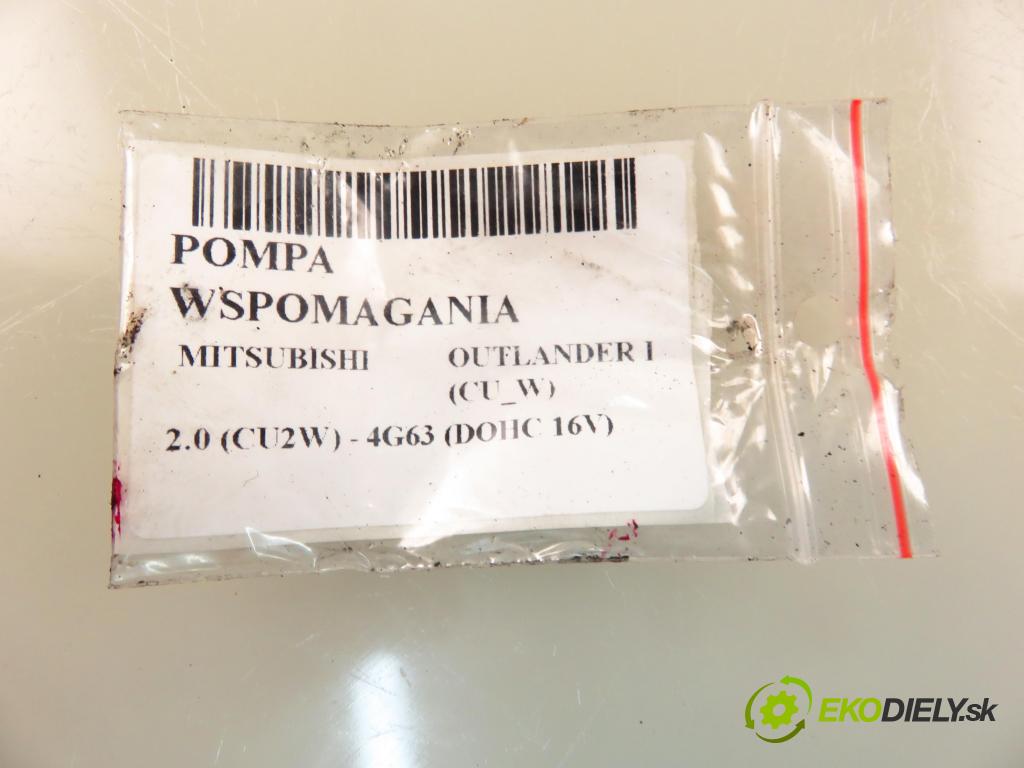 POMPA
WSPOMAGANIA
MITSUBISHI OUTLANDER I
(CU_W)
2.0 (CU2W) - 4G63 (DOHC 16V)
EKODIELY.sk